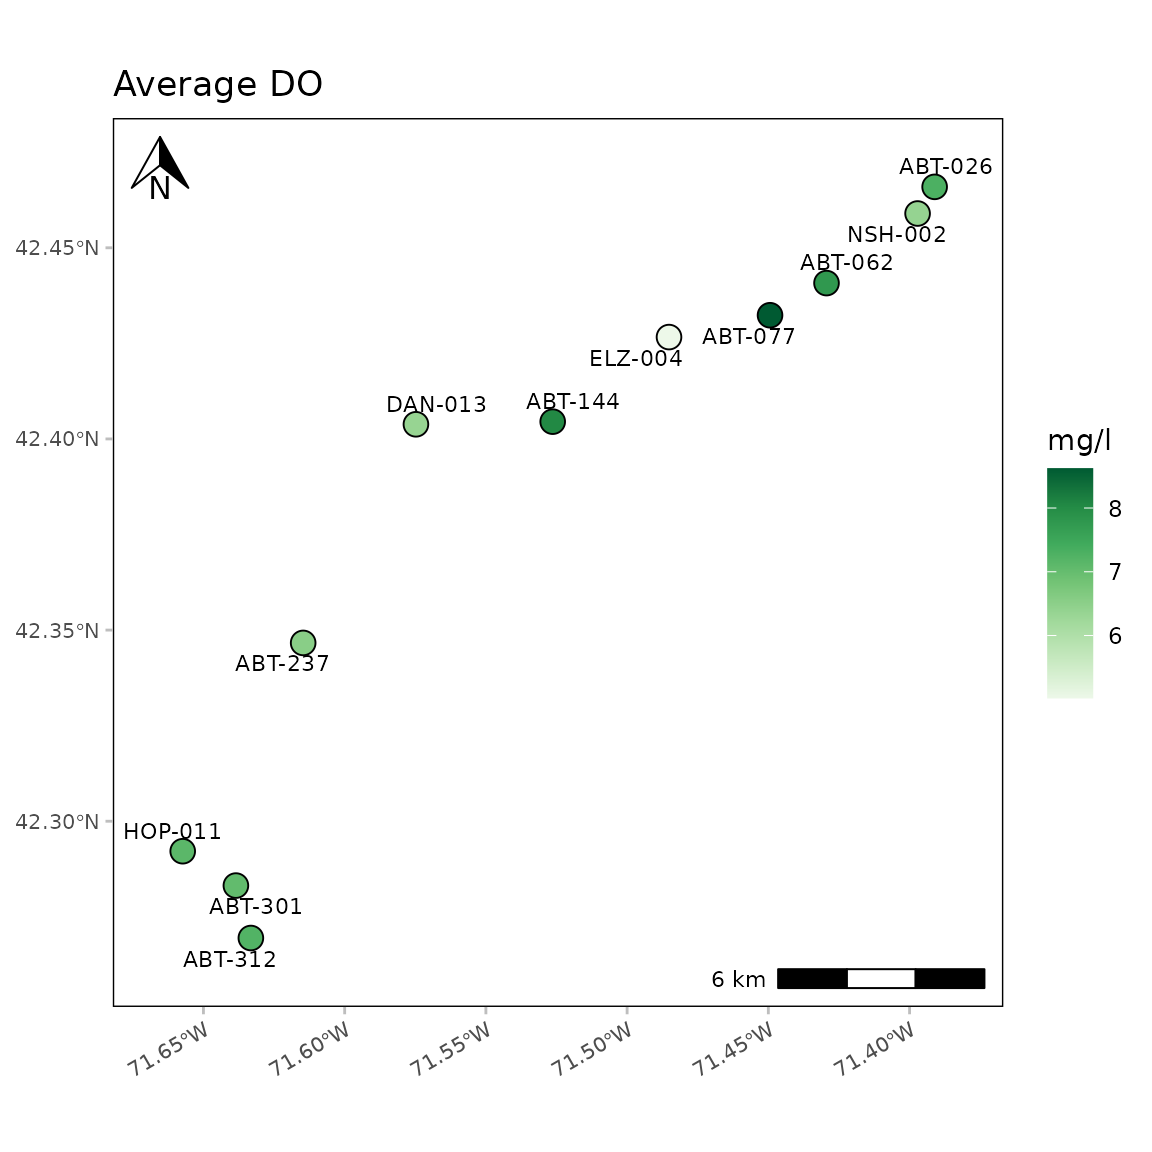 Average DO
N
ABT-026
NSH-002
ABT-062
ABT-077
ELZ-004
DAN-013
ABT-144
ABT-237
HOP-011
ABT-301
ABT-312
6 km
42.45°N
42.40°N
42.35°N
42.30°N
71.65°W
71.60°W
71.55°W
71.50°W
71.45°W
71.40°W
mg/l
8
7
6